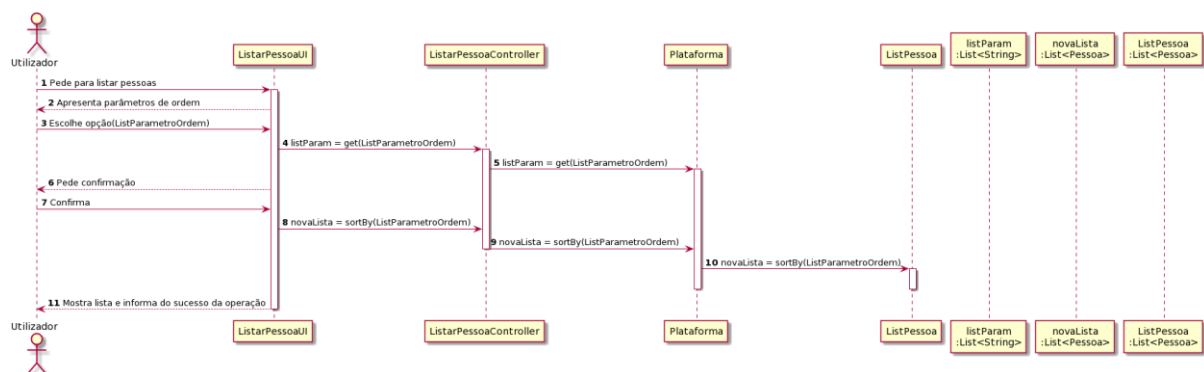 Utilizador
ListarPessoaUI
ListarPessoaController
Plataforma
ListPessoa
listParam
:List<String>
novaLista
:List<Pessoa>
ListPessoa
:List<Pessoa>
1 Pede para listar pessoas
2 Apresenta parâmetros de ordem
3 Escolhe opção(ListParametroOrdem)
4 listParam = get(ListParametroOrdem)
5 listParam = get(ListParametroOrdem)
6 Pede confirmação
7 Confirma
8 novaLista = sortBy(ListParametroOrdem)
9 novaLista = sortBy(ListParametroOrdem)
10 novaLista = sortBy(ListParametroOrdem)
11 Mostra lista e informa do sucesso da operação
Utilizador
ListarPessoaUI
ListarPessoaController
Plataforma
ListPessoa
listParam
:List<String>
novaLista
:List<Pessoa>
ListPessoa
:List<Pessoa>